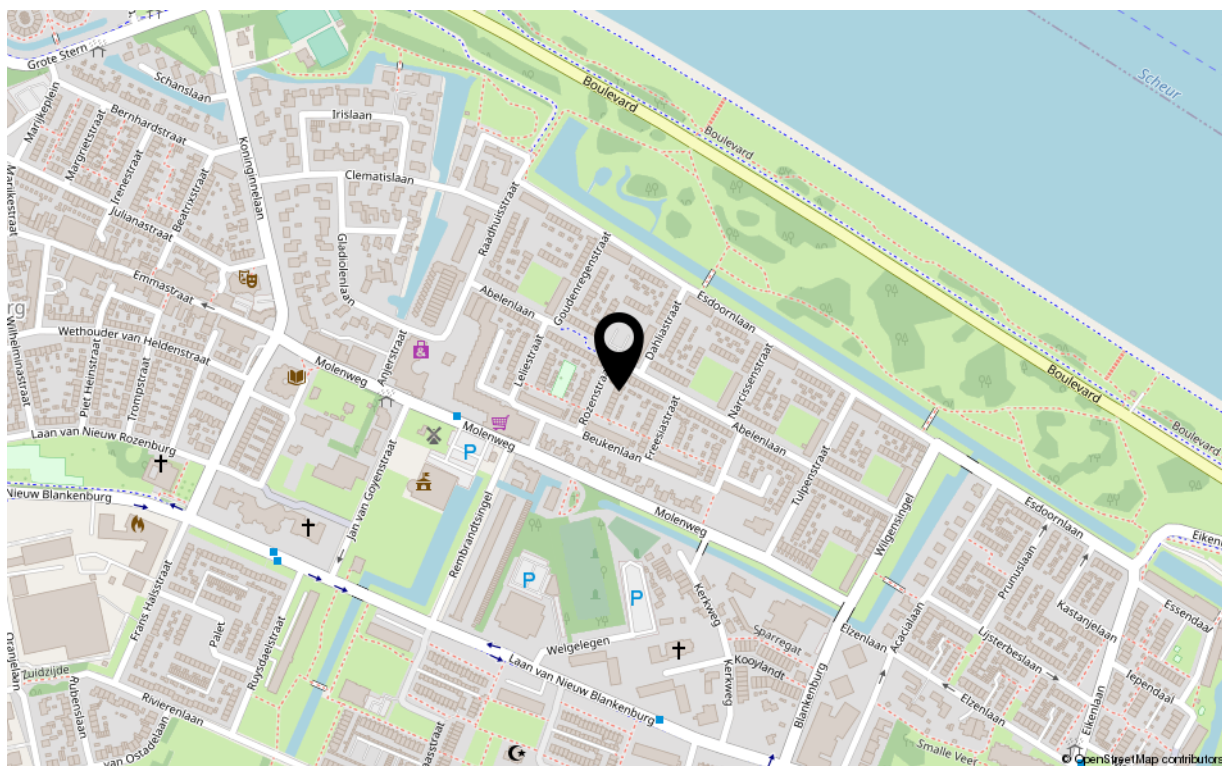 Grote Stern
Schanslaan
Marijkeplein
Margrietstraat
Bernhardstraat
Irenestraat
Beatrixstraat
Julianastraat
Marijkestraat
Koninginnelaan
Irislaan
Clematislaan
Gladiolenlaan
Raadhuisstraat
Boulevard
Boulevard
Scheur
Emmastraat
Wethouder van Heldenstraat
Wilhelminastraat
Piet Heinstraat
Trompstraat
Anjerstraat
Molenweg
Abelenlaan
Goudenregenstraat
Leliestraat
Rozenstraat
Dahliastraat
Esdoornlaan
Narcissenstraat
Boulevard
Boulevard
Laan van Nieuw Rozenburg
Nieuw Blankenburg
Jan van Goyenstraat
Molenweg
P
Beukenlaan
Freesiastraat
Abelenlaan
Tulpenstraat
Rembrandtsingel
Molenweg
Wilgensingel
Esdoornlaan
Frans Halsstraat
Palet
Ruysdaelstraat
P
P
Welgelegen
Kerkweg
Sparregat
Kooylandt
Kerkweg
Elzenlaan
Acacialaan
Prunuslaan
Kastanjelaan
Lijsterbeslaan
Essendaal
Iependaal
Oranjelaan
Zuidzijde
Rubenslaan
Rivierenlaan
van Ostadelaan
Laan van Nieuw Blankenburg
Blankenburg
Elzenlaan
Eikenlaan
Smalle Veer
© OpenStreetMap contributors